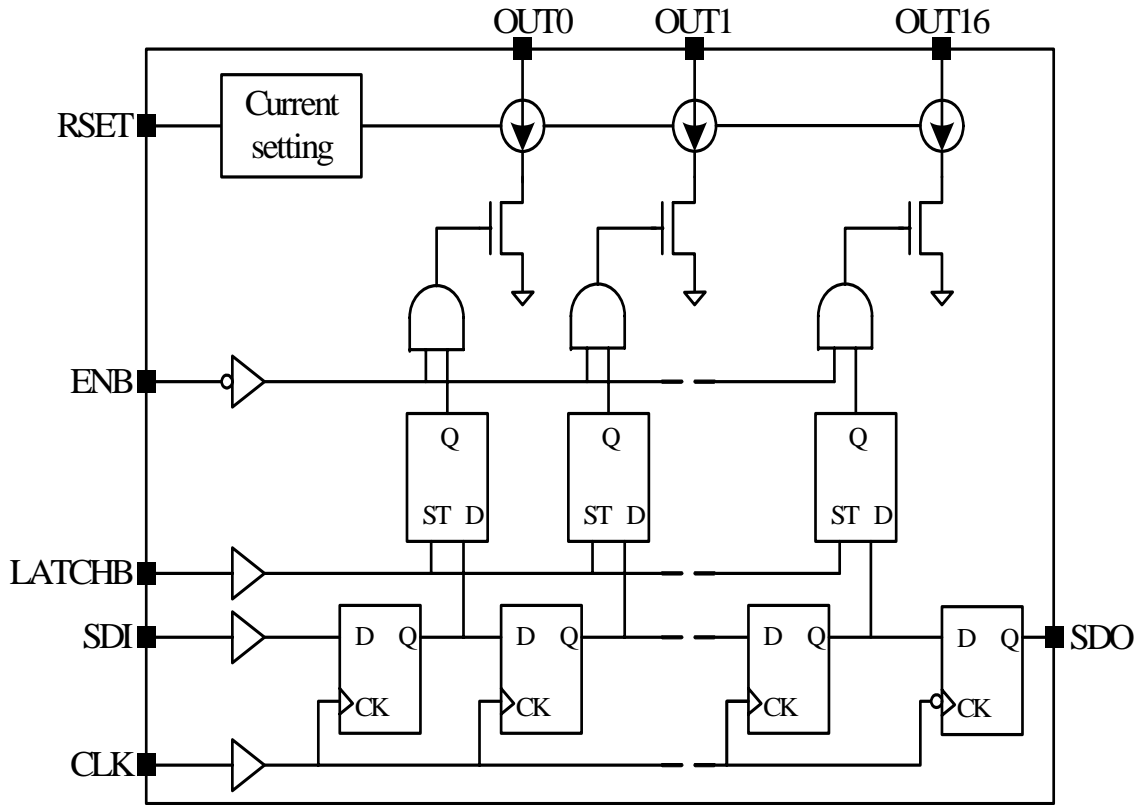 OUT0 OUT1 OUT16
RSET
Current
setting
ENB
Q Q Q
ST D ST D ST D
LATCHB
SDI
D Q D Q D Q D Q
SDO
CK CK CK CK
CLK